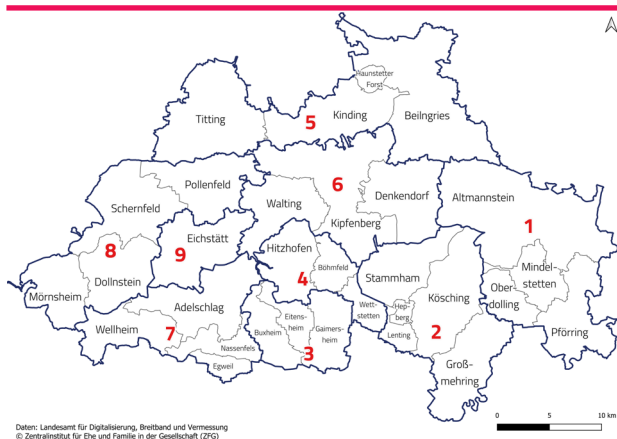 Haunstetter
Forst
Titting
5
Kinding
Beilngries
Pollenfeld
6
Schernfeld
Walting
Denkendorf
Altmannstein
Kipfenberg
1
Eichstätt
Hitzhofen
8
9
Böhmfeld
Mindel-
stetten
Dollnstein
4
Stammham
Ober-
dolling
Mörnsheim
Adelschlag
Kösching
Wett-
stetten
Hep-
berg
Pförring
Wellheim
7
Buxheim
Eitens-
heim
Gaimers-
heim
Lenting
2
Nassenfels
3
Egweil
Groß-
mehring
0 5 10 km
Daten: Landesamt für Digitalisierung, Breitband und Vermessung
© Zentralinstitut für Ehe und Familie in der Gesellschaft (ZFG)